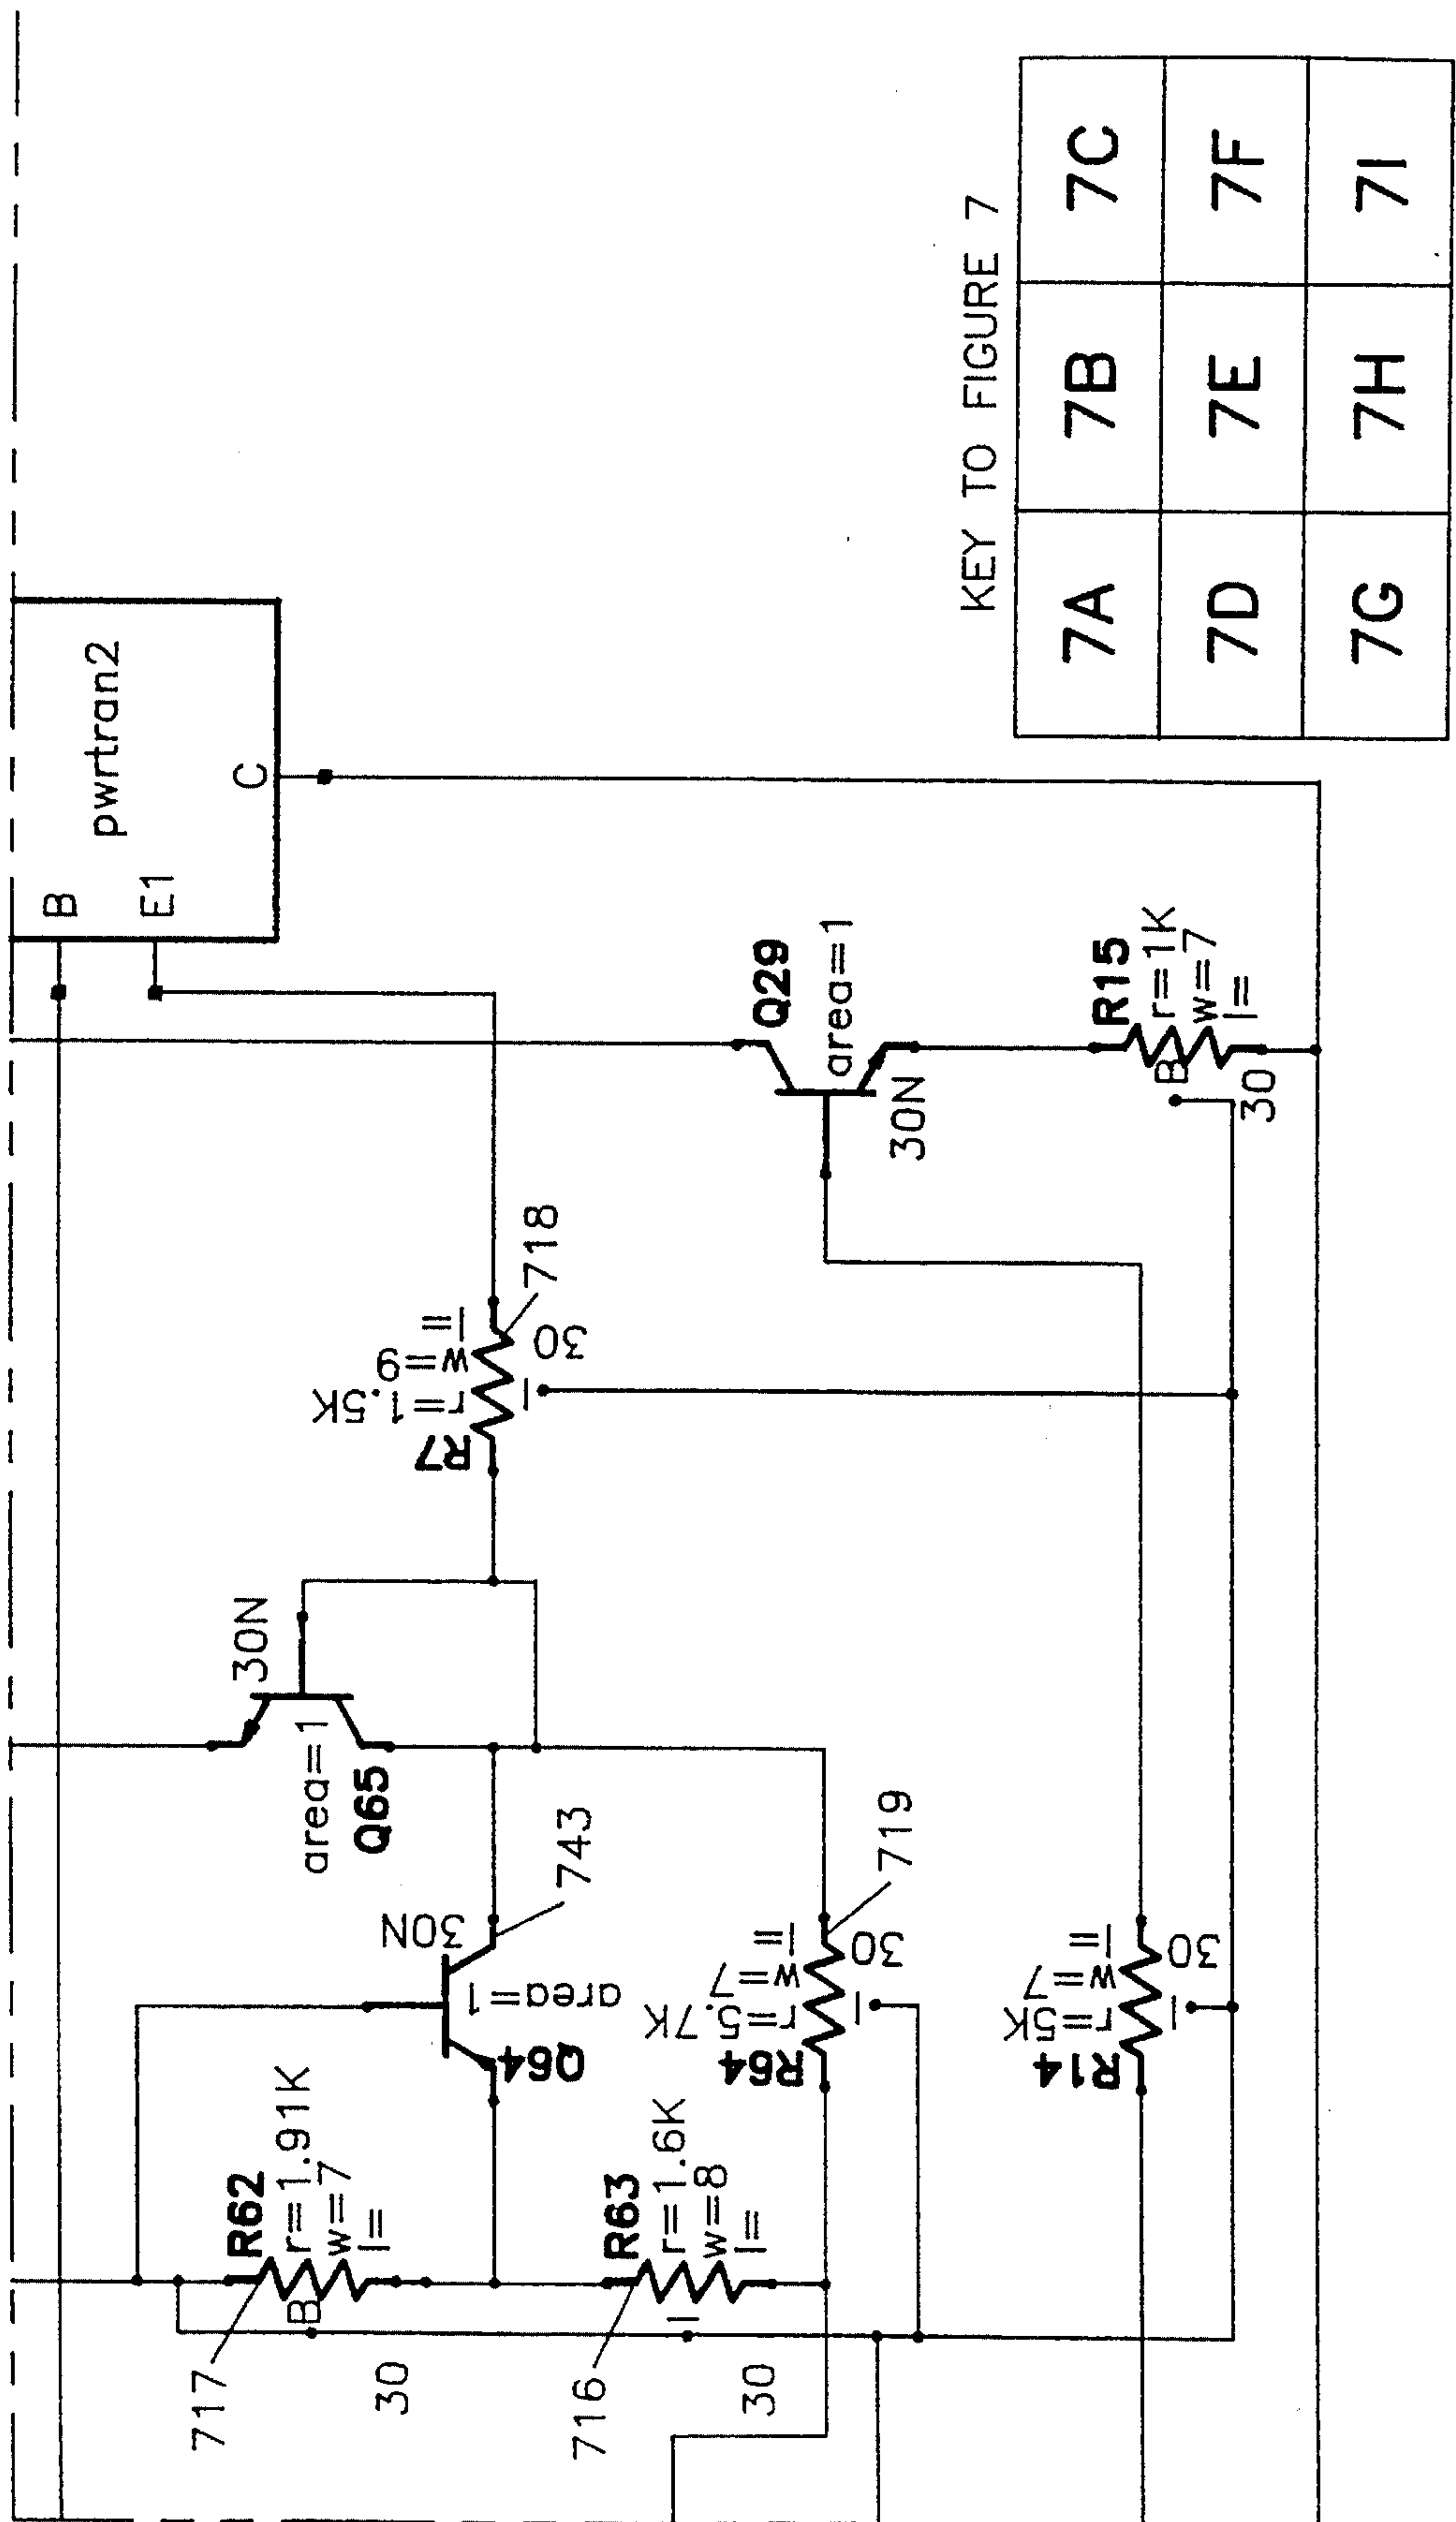 pwrtran2
B
E1
C
Q29
area=1
30N
R15
r=1K
w=7
l=
B
30
718
30
l=
w=9
r=1.5K
R7
I
30N
area=1
Q65
743
30N
area=1
Q64
719
30
l=
w=7
r=5.7K
R64
I
30
l=
w=7
r=5K
R14
I
R62
r=1.91K
w=7
l=
B
717
30
R63
r=1.6K
w=8
l=
I
716
30
KEY TO FIGURE 7
7A 7B 7C
7D 7E 7F
7G 7H 7I